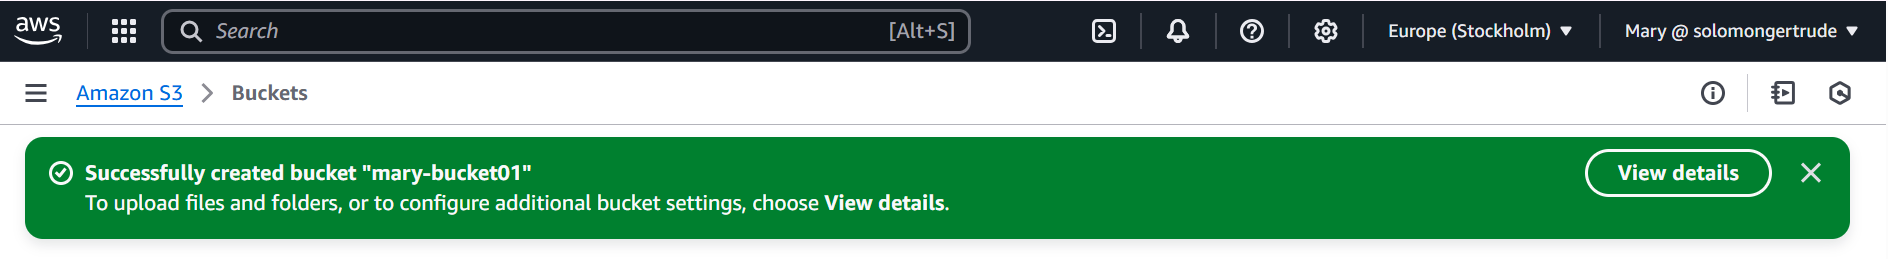 aws
Search [Alt+S] Europe (Stockholm) Mary @ solomongertrude
Amazon S3 Buckets
Successfully created bucket "mary-bucket01"
To upload files and folders, or to configure additional bucket settings, choose View details.
View details